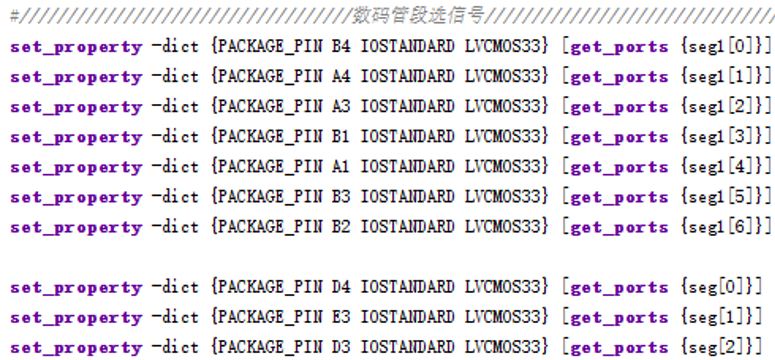 #//////////////////////////////////数码管段选信号//////////////////////////////
set_property -dict {PACKAGE_PIN B4 IOSTANDARD LVCMOS33} [get_ports {seg1[0]}]
set_property -dict {PACKAGE_PIN A4 IOSTANDARD LVCMOS33} [get_ports {seg1[1]}]
set_property -dict {PACKAGE_PIN A3 IOSTANDARD LVCMOS33} [get_ports {seg1[2]}]
set_property -dict {PACKAGE_PIN B1 IOSTANDARD LVCMOS33} [get_ports {seg1[3]}]
set_property -dict {PACKAGE_PIN A1 IOSTANDARD LVCMOS33} [get_ports {seg1[4]}]
set_property -dict {PACKAGE_PIN B3 IOSTANDARD LVCMOS33} [get_ports {seg1[5]}]
set_property -dict {PACKAGE_PIN B2 IOSTANDARD LVCMOS33} [get_ports {seg1[6]}]
set_property -dict {PACKAGE_PIN D4 IOSTANDARD LVCMOS33} [get_ports {seg[0]}]
set_property -dict {PACKAGE_PIN E3 IOSTANDARD LVCMOS33} [get_ports {seg[1]}]
set_property -dict {PACKAGE_PIN D3 IOSTANDARD LVCMOS33} [get_ports {seg[2]}]